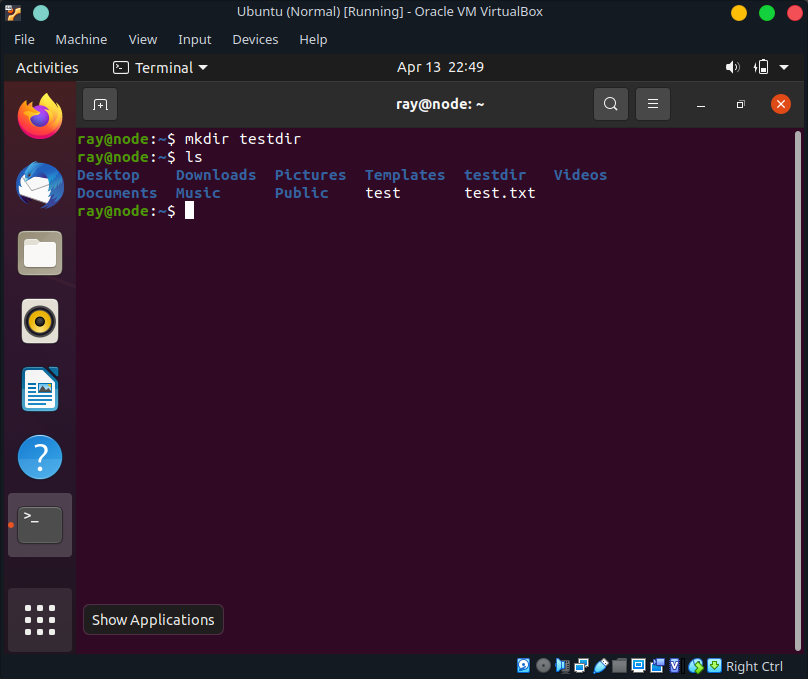 Ubuntu (Normal) [Running] - Oracle VM VirtualBox
File Machine View Input Devices Help
Activities Terminal Apr 13 22:49
ray@node: ~
ray@node:~$ mkdir testdir
ray@node:~$ ls
Desktop Downloads Pictures Templates testdir Videos
Documents Music Public test test.txt
ray@node:~$
Show Applications
Right Ctrl